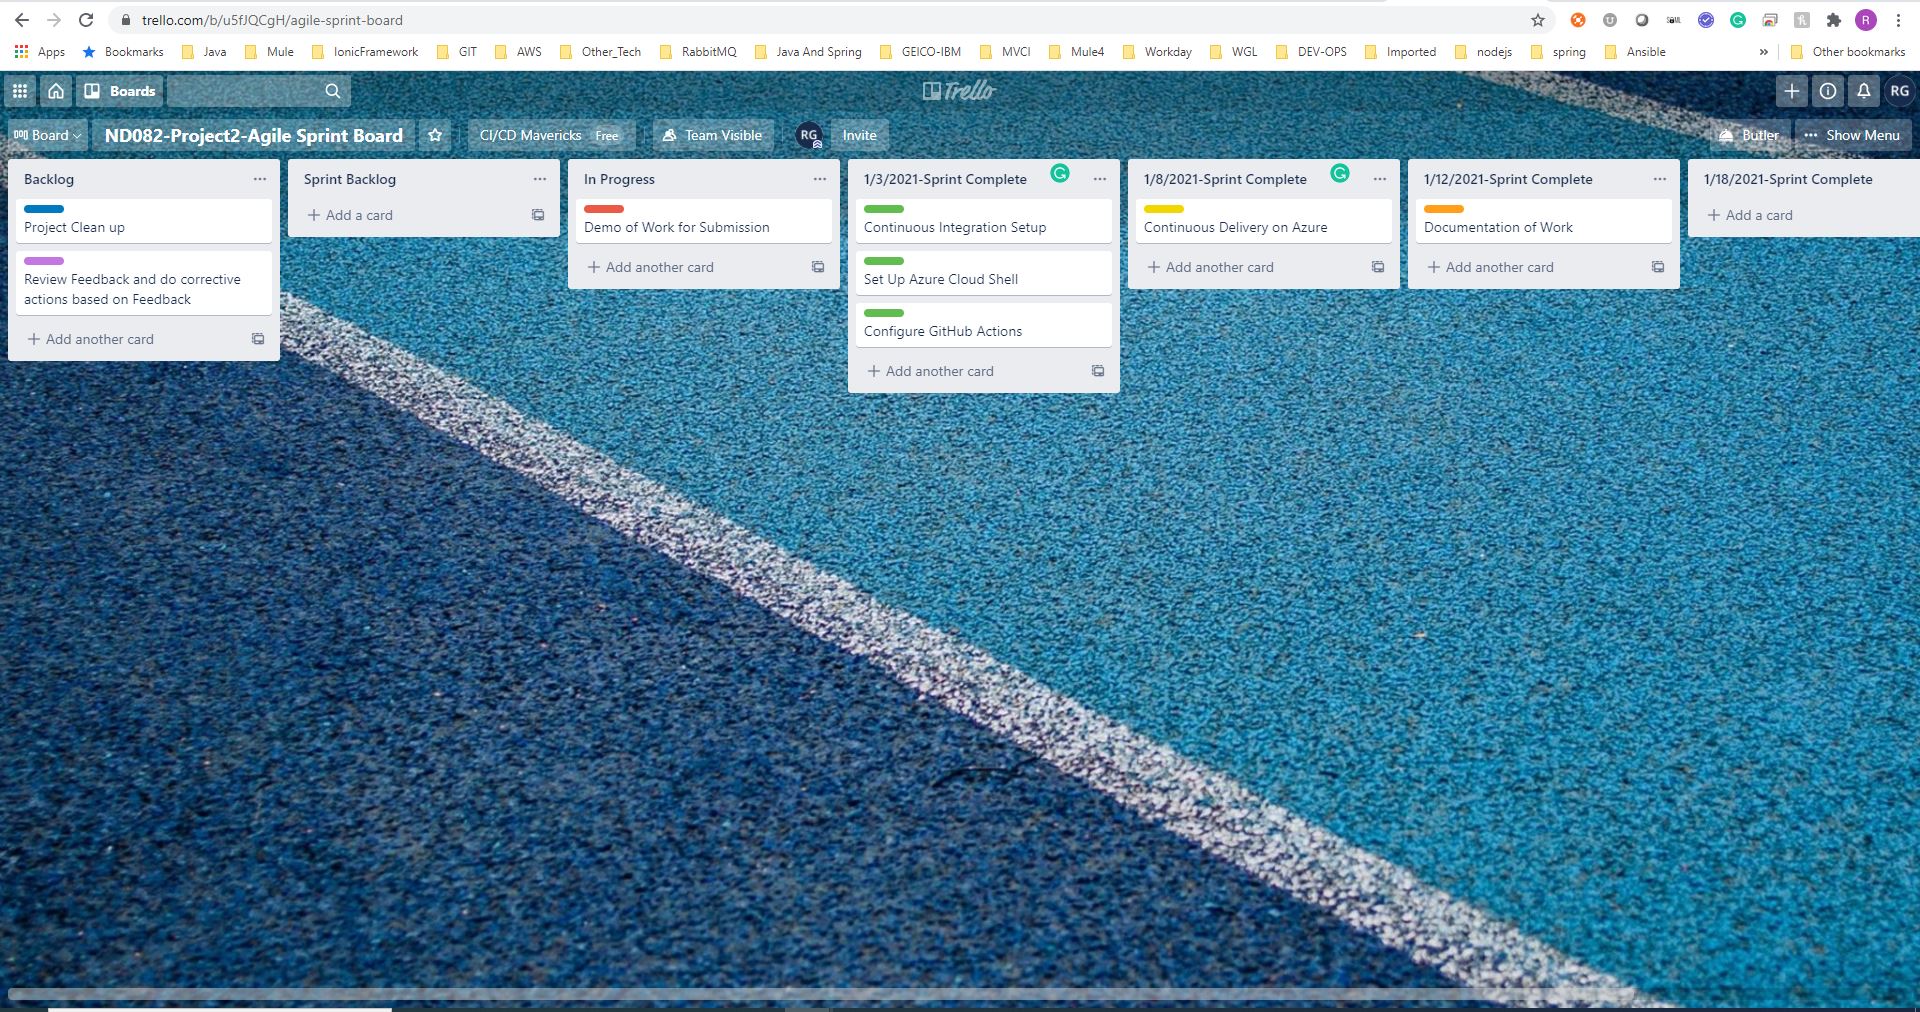 trello.com/b/u5fJQCgH/agile-sprint-board
R
Apps Bookmarks Java Mule IonicFramework GIT AWS Other_Tech RabbitMQ Java And Spring GEICO-IBM MVCI Mule4 Workday WGL DEV-OPS Imported nodejs spring Ansible » Other bookmarks
Boards Trello RG
Board ND082-Project2-Agile Sprint Board CI/CD Mavericks Free Team Visible RG Invite Butler Show Menu
Backlog
Project Clean up
Review Feedback and do corrective
actions based on Feedback
+ Add another card
Sprint Backlog
+ Add a card
In Progress
Demo of Work for Submission
+ Add another card
1/3/2021-Sprint Complete
Continuous Integration Setup
Set Up Azure Cloud Shell
Configure GitHub Actions
+ Add another card
1/8/2021-Sprint Complete
Continuous Delivery on Azure
+ Add another card
1/12/2021-Sprint Complete
Documentation of Work
+ Add another card
1/18/2021-Sprint Complete
+ Add a card